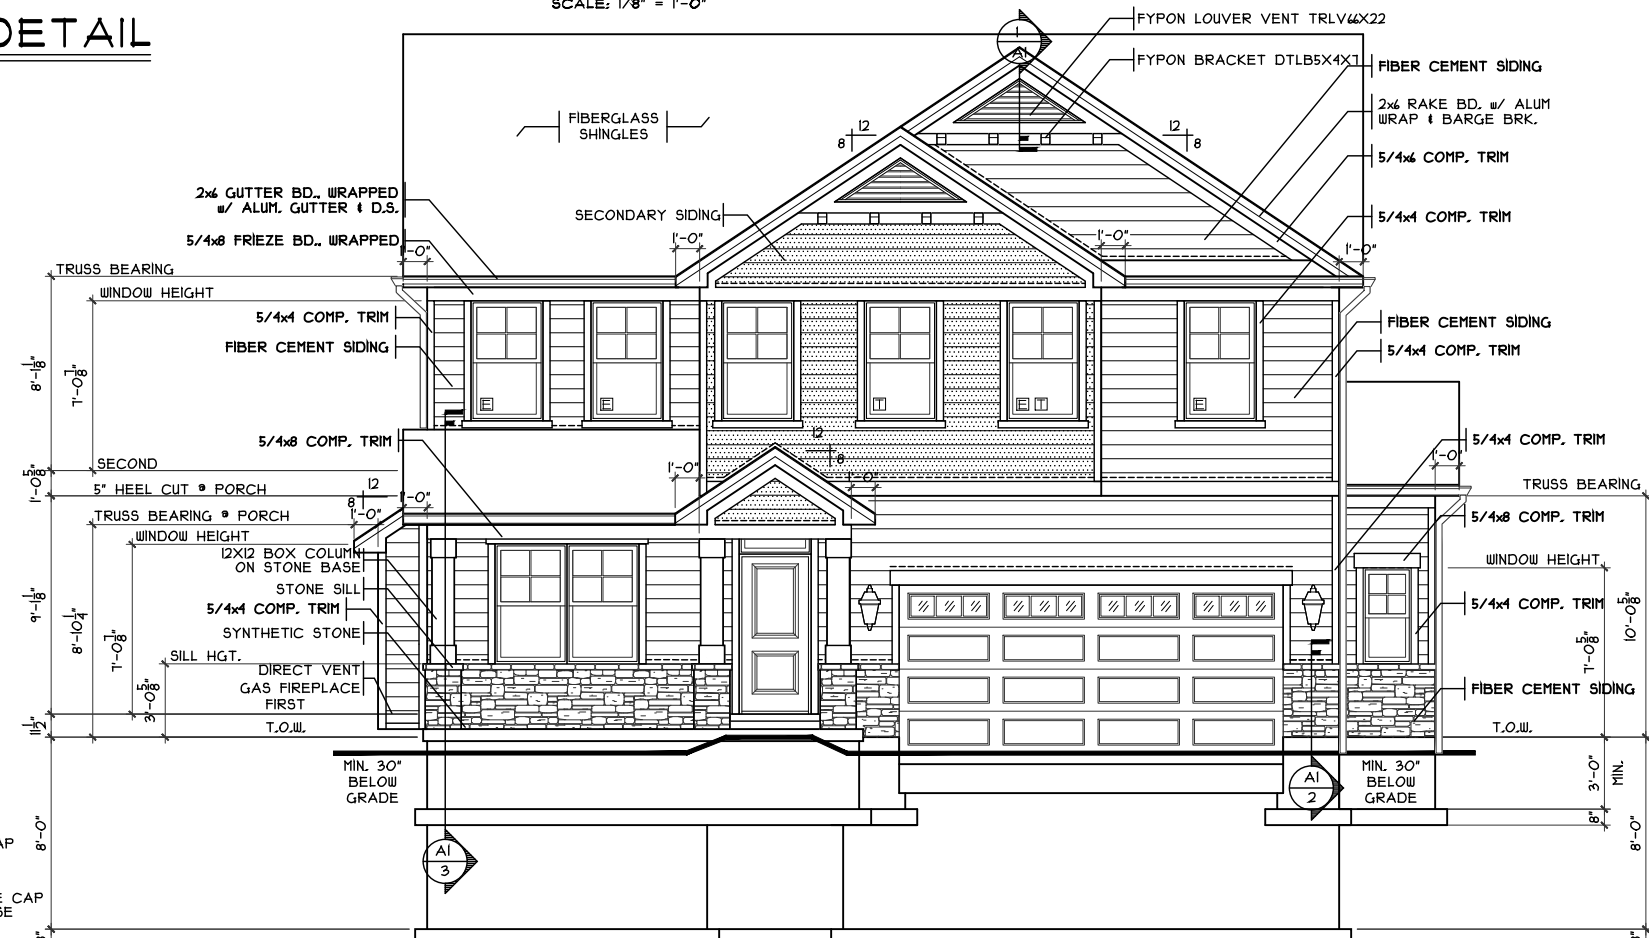 SCALE: 1/8" = 1'-0"
DETAIL
FYPON LOUVER VENT TRLV66X22
FYPON BRACKET DTLB5X4X7
FIBER CEMENT SIDING
2x6 RAKE BD. w/ ALUM
WRAP & BARGE BRK.
5/4x6 COMP. TRIM
5/4x4 COMP. TRIM
1
A1
FIBERGLASS
SHINGLES
12
8
12
8
2x6 GUTTER BD., WRAPPED
w/ ALUM. GUTTER & D.S.
5/4x8 FRIEZE BD., WRAPPED
SECONDARY SIDING
1'-0"
1'-0"
1'-0"
1'-0"
TRUSS BEARING
WINDOW HEIGHT
5/4x4 COMP. TRIM
FIBER CEMENT SIDING
FIBER CEMENT SIDING
5/4x4 COMP. TRIM
8'-1 1/8"
7'-0 7/8"
E
E
T
E T
E
5/4x8 COMP. TRIM
12
8
5/4x4 COMP. TRIM
SECOND
1'-0 5/8"
5" HEEL CUT @ PORCH
12
8
1'-0"
1'-0"
1'-0"
1'-0"
1'-0"
TRUSS BEARING
TRUSS BEARING @ PORCH
5/4x8 COMP. TRIM
WINDOW HEIGHT
12X12 BOX COLUMN
ON STONE BASE
WINDOW HEIGHT
STONE SILL
5/4x4 COMP. TRIM
5/4x4 COMP. TRIM
9'-1 1/8"
8'-10 1/4"
7'-0 7/8"
10'-0 5/8"
7'-0 5/8"
SYNTHETIC STONE
SILL HGT.
DIRECT VENT
GAS FIREPLACE
FIRST
3'-0 5/8"
FIBER CEMENT SIDING
11 1/2"
T.O.W.
T.O.W.
MIN. 30"
BELOW
GRADE
MIN. 30"
BELOW
GRADE
A1
2
3'-0"
MIN.
8"
8'-0"
8'-0"
A1
3
AP
E CAP
SE